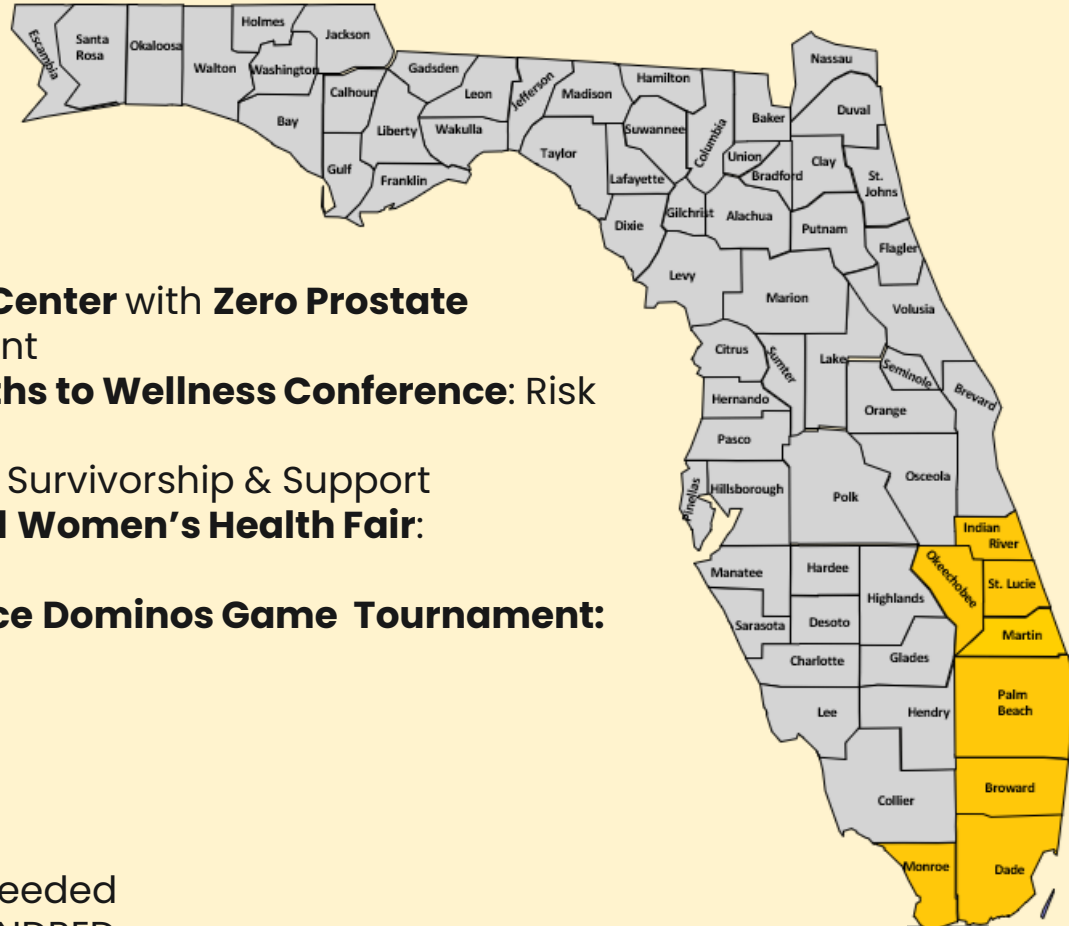 Center with Zero Prostate
nt
ths to Wellness Conference: Risk
Survivorship & Support
l Women's Health Fair:
ce Dominos Game Tournament:
eeded
Escambia
Santa
Rosa
Okaloosa
Walton
Holmes
Washington
Jackson
Bay
Calhoun
Gulf
Liberty
Gadsden
Franklin
Leon
Wakulla
Jefferson
Madison
Taylor
Hamilton
Suwannee
Lafayette
Dixie
Columbia
Gilchrist
Baker
Union
Bradford
Alachua
Levy
Nassau
Duval
Clay
St.
Johns
Putnam
Flagler
Marion
Volusia
Citrus
Sumter
Lake
Seminole
Hernando
Orange
Brevard
Pasco
Pinellas
Hillsborough
Polk
Osceola
Indian
River
Manatee
Hardee
Highlands
Okeechobee
St. Lucie
Sarasota
Desoto
Martin
Charlotte
Glades
Lee
Hendry
Palm
Beach
Collier
Broward
Monroe
Dade